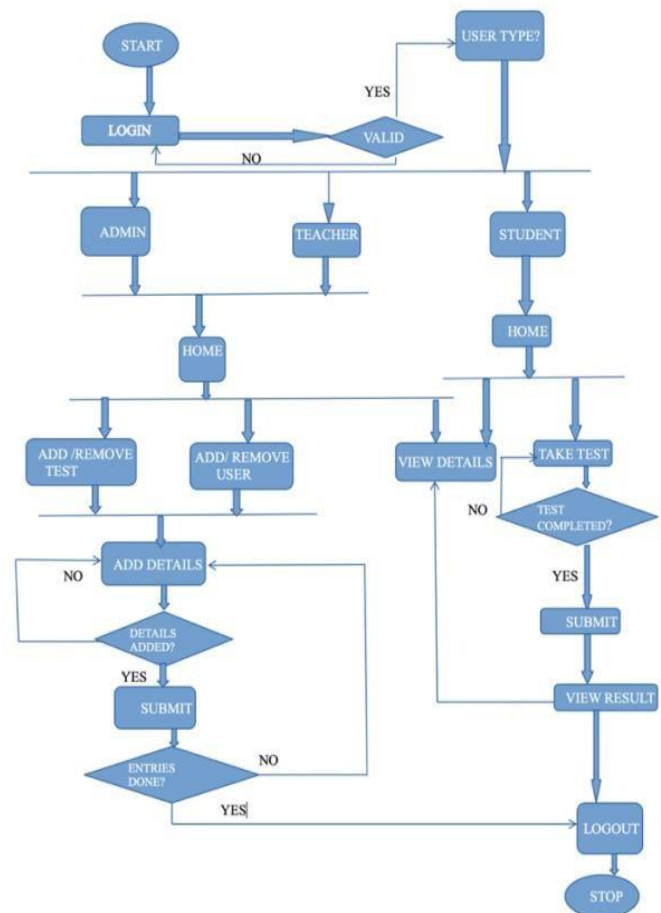 START
USER TYPE?
YES
LOGIN
VALID
NO
ADMIN
TEACHER
STUDENT
HOME
HOME
ADD /REMOVE
TEST
ADD/ REMOVE
USER
VIEW DETAILS
TAKE TEST
NO
TEST
COMPLETED?
ADD DETAILS
NO
YES
DETAILS
ADDED?
SUBMIT
YES
SUBMIT
VIEW RESULT
ENTRIES
DONE?
NO
YES
LOGOUT
STOP